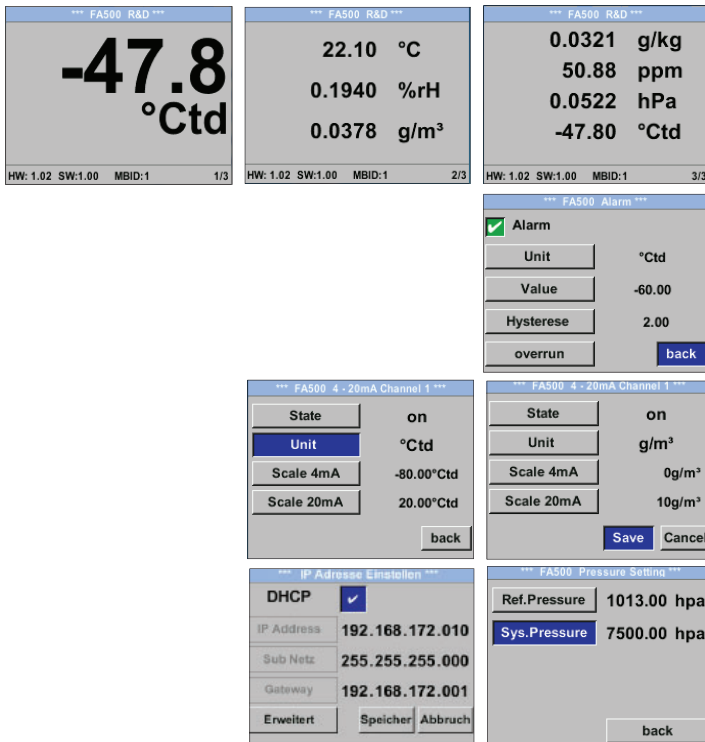 *** FA500 R&D ***
-47.8
°Ctd
HW: 1.02 SW:1.00 MBID:1 1/3
*** FA500 R&D ***
22.10 °C
0.1940 %rH
0.0378 g/m³
HW: 1.02 SW:1.00 MBID:1 2/3
*** FA500 R&D ***
0.0321 g/kg
50.88 ppm
0.0522 hPa
-47.80 °Ctd
HW: 1.02 SW:1.00 MBID:1 3/3
*** FA500 Alarm ***
Alarm
Unit °Ctd
Value -60.00
Hysterese 2.00
overrun back
*** FA500 4 - 20mA Channel 1 ***
State on
Unit °Ctd
Scale 4mA -80.00°Ctd
Scale 20mA 20.00°Ctd
back
*** FA500 4 - 20mA Channel 1 ***
State on
Unit g/m³
Scale 4mA 0g/m³
Scale 20mA 10g/m³
Save Cancel
*** IP Adresse Einstellen ***
DHCP
IP Address 192.168.172.010
Sub Netz 255.255.255.000
Gateway 192.168.172.001
Erweitert Speicher Abbruch
*** FA500 Pressure Setting ***
Ref.Pressure 1013.00 hpa
Sys.Pressure 7500.00 hpa
back